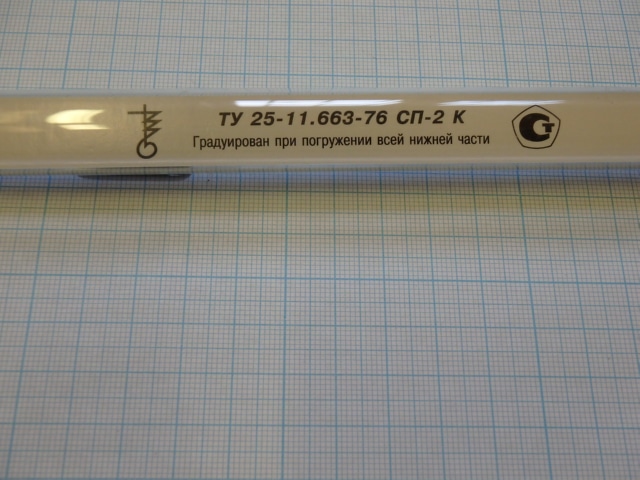 ТУ 25-11.663-76 СП-2 К
Градуирован при погружении всей нижней части